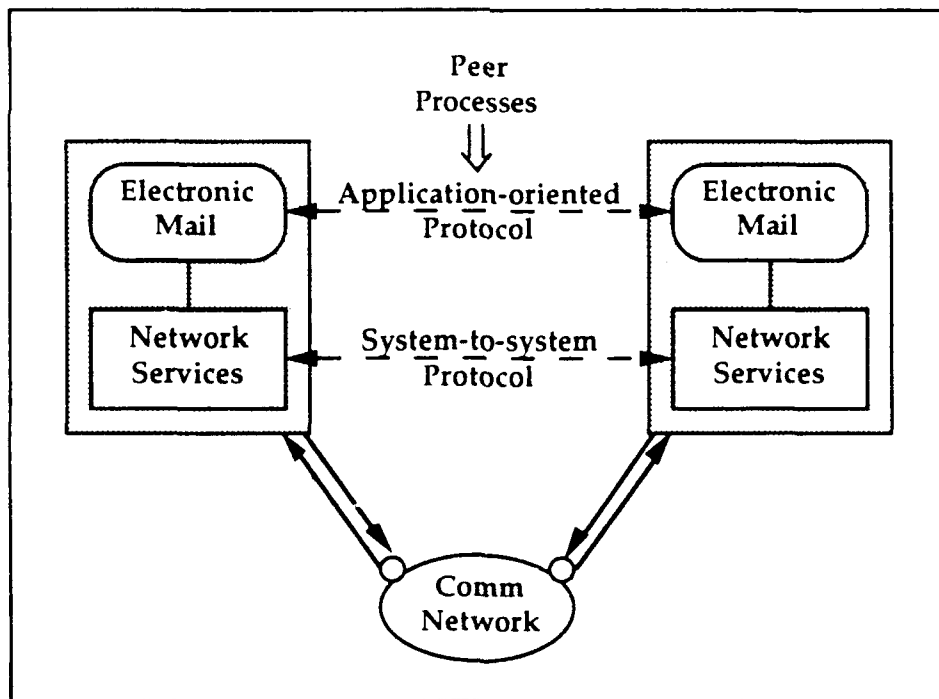 Peer
Processes
Electronic
Mail
Application-oriented
Protocol
Electronic
Mail
Network
Services
System-to-system
Protocol
Network
Services
Comm
Network